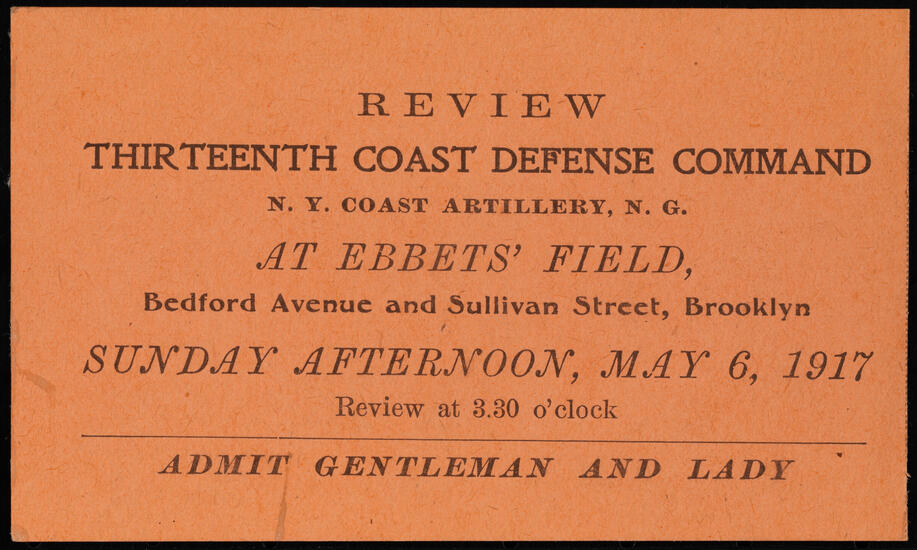 REVIEW
THIRTEENTH COAST DEFENSE COMMAND
N. Y. COAST ARTILLERY, N. G.
AT EBBETS' FIELD,
Bedford Avenue and Sullivan Street, Brooklyn
SUNDAY AFTERNOON, MAY 6, 1917
Review at 3.30 o'clock
ADMIT GENTLEMAN AND LADY